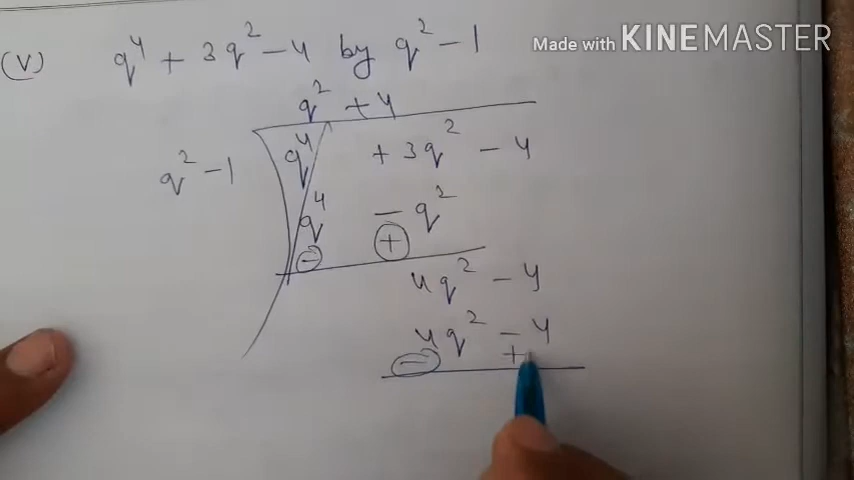 Made with KINEMASTER
(v) q⁴ + 3q² - 4 by q² - 1
q² + 4
q² - 1 q⁴ + 3q² - 4
q⁴ - q²
- +
4q² - 4
4q² - 4
- +